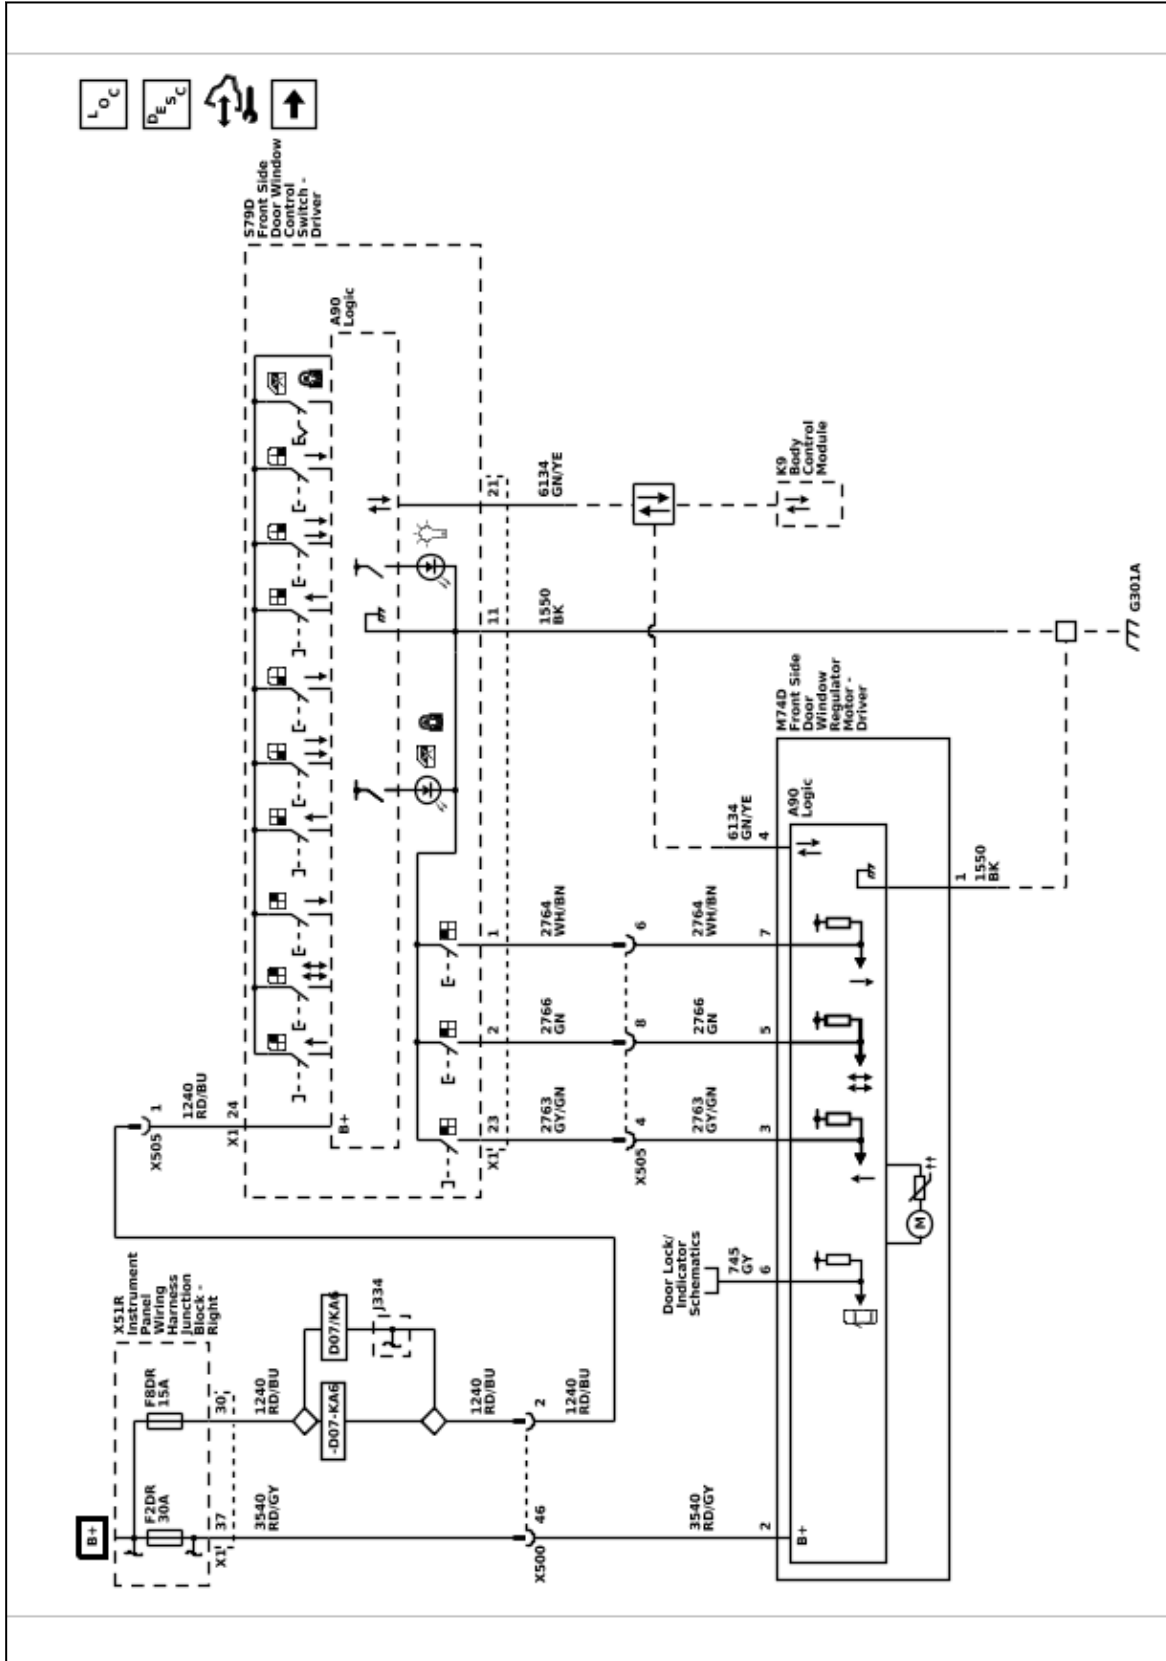 LOC
DESC
B+
X51R
Instrument
Panel
Wiring
Harness
Junction
Block -
Right
F2DR
30A
F8DR
15A
X1
37
30
3540
RD/GY
1240
RD/BU
-D07-KA6
D07/KA6
J334
1240
RD/BU
X500
46
2
1240
RD/BU
3540
RD/GY
2
B+
X505
1
1240
RD/BU
X1
24
B+
S79D
Front Side
Door Window
Control
Switch -
Driver
A90
Logic
X1
23
2
1
11
21
2763
GY/GN
2766
GN
2764
WH/BN
1550
BK
6134
GN/YE
X505
4
8
6
2763
GY/GN
2766
GN
2764
WH/BN
6134
GN/YE
3
5
7
4
Door Lock/
Indicator
Schematics
745
GY
6
M
M74D
Front Side
Door
Window
Regulator
Motor -
Driver
A90
Logic
1
1550
BK
K9
Body
Control
Module
G301A